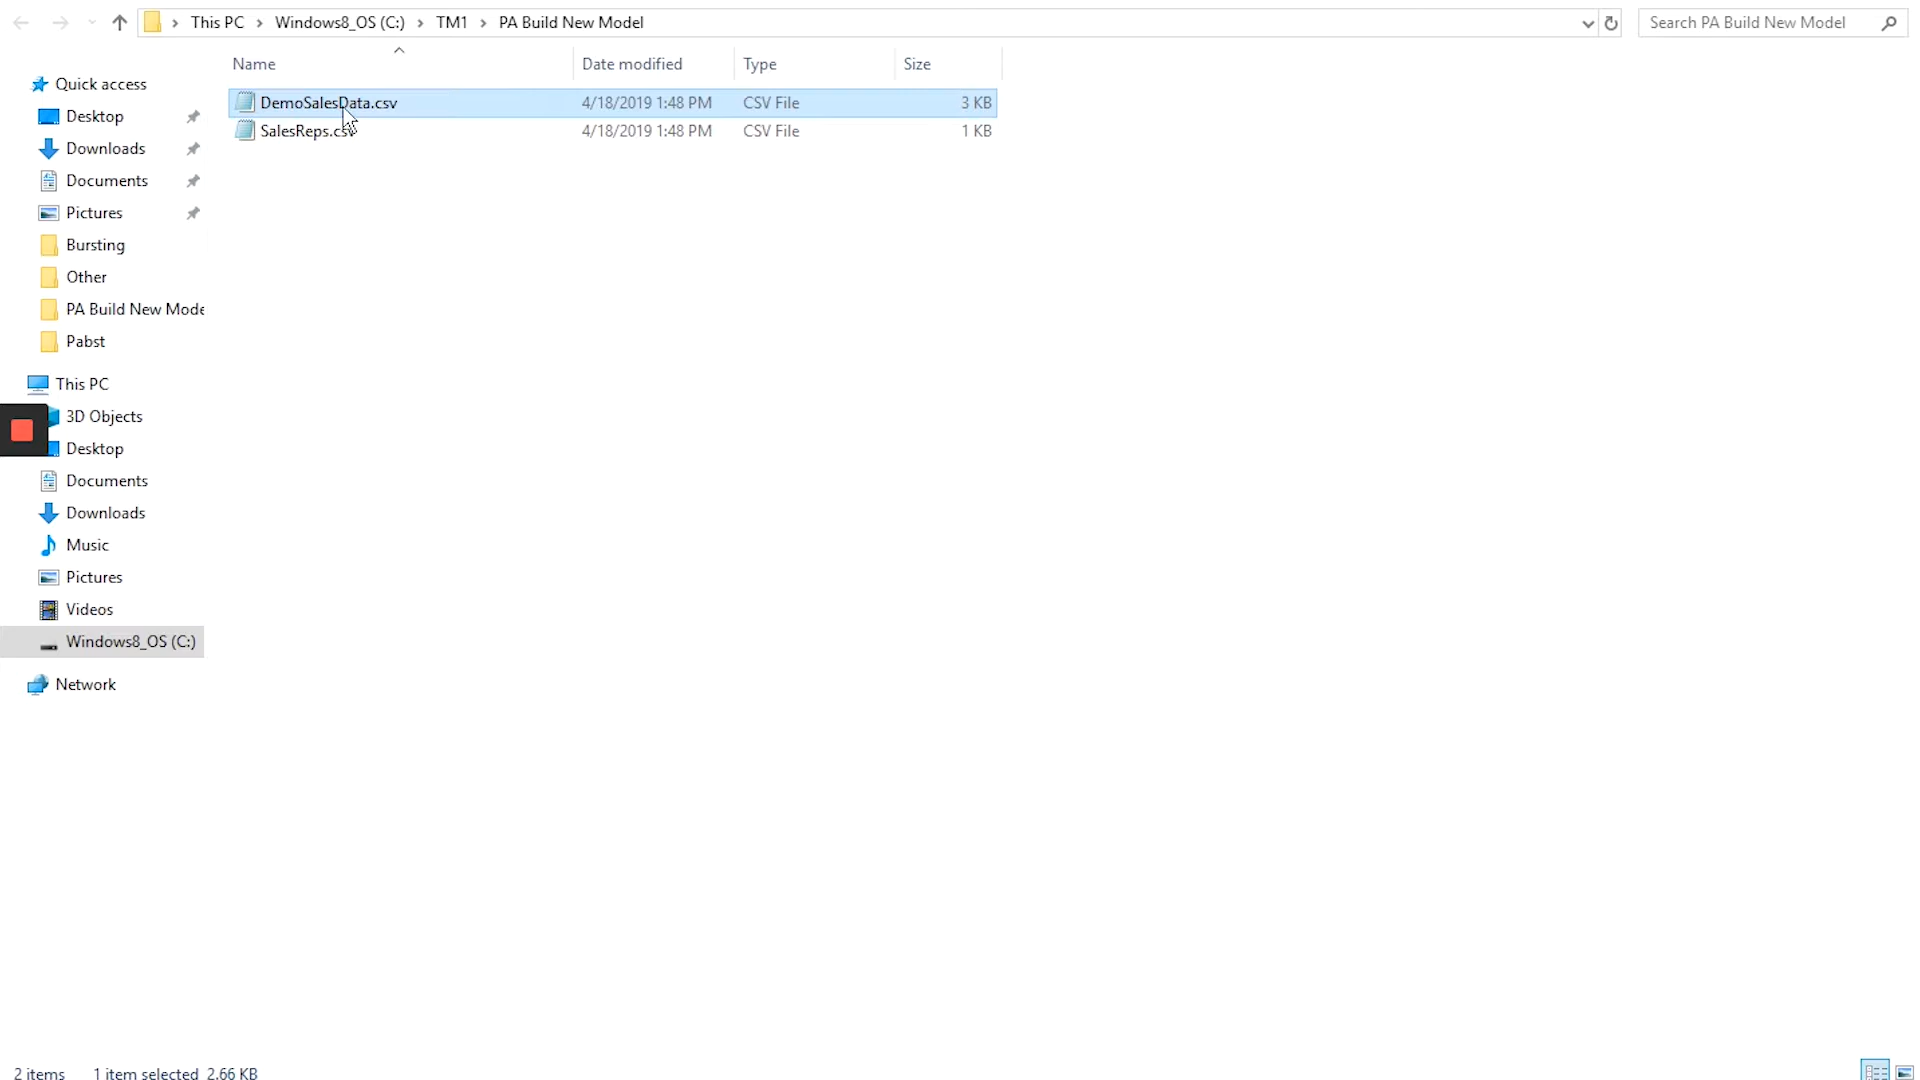 This PC > Windows8_OS (C:) > TM1 > PA Build New Model
Search PA Build New Model
Name Date modified Type Size
DemoSalesData.csv 4/18/2019 1:48 PM CSV File 3 KB
SalesReps.csv 4/18/2019 1:48 PM CSV File 1 KB
Quick access
Desktop
Downloads
Documents
Pictures
Bursting
Other
PA Build New Mode
Pabst
This PC
3D Objects
Desktop
Documents
Downloads
Music
Pictures
Videos
Windows8_OS (C:)
Network
2 items 1 item selected 2.66 KB